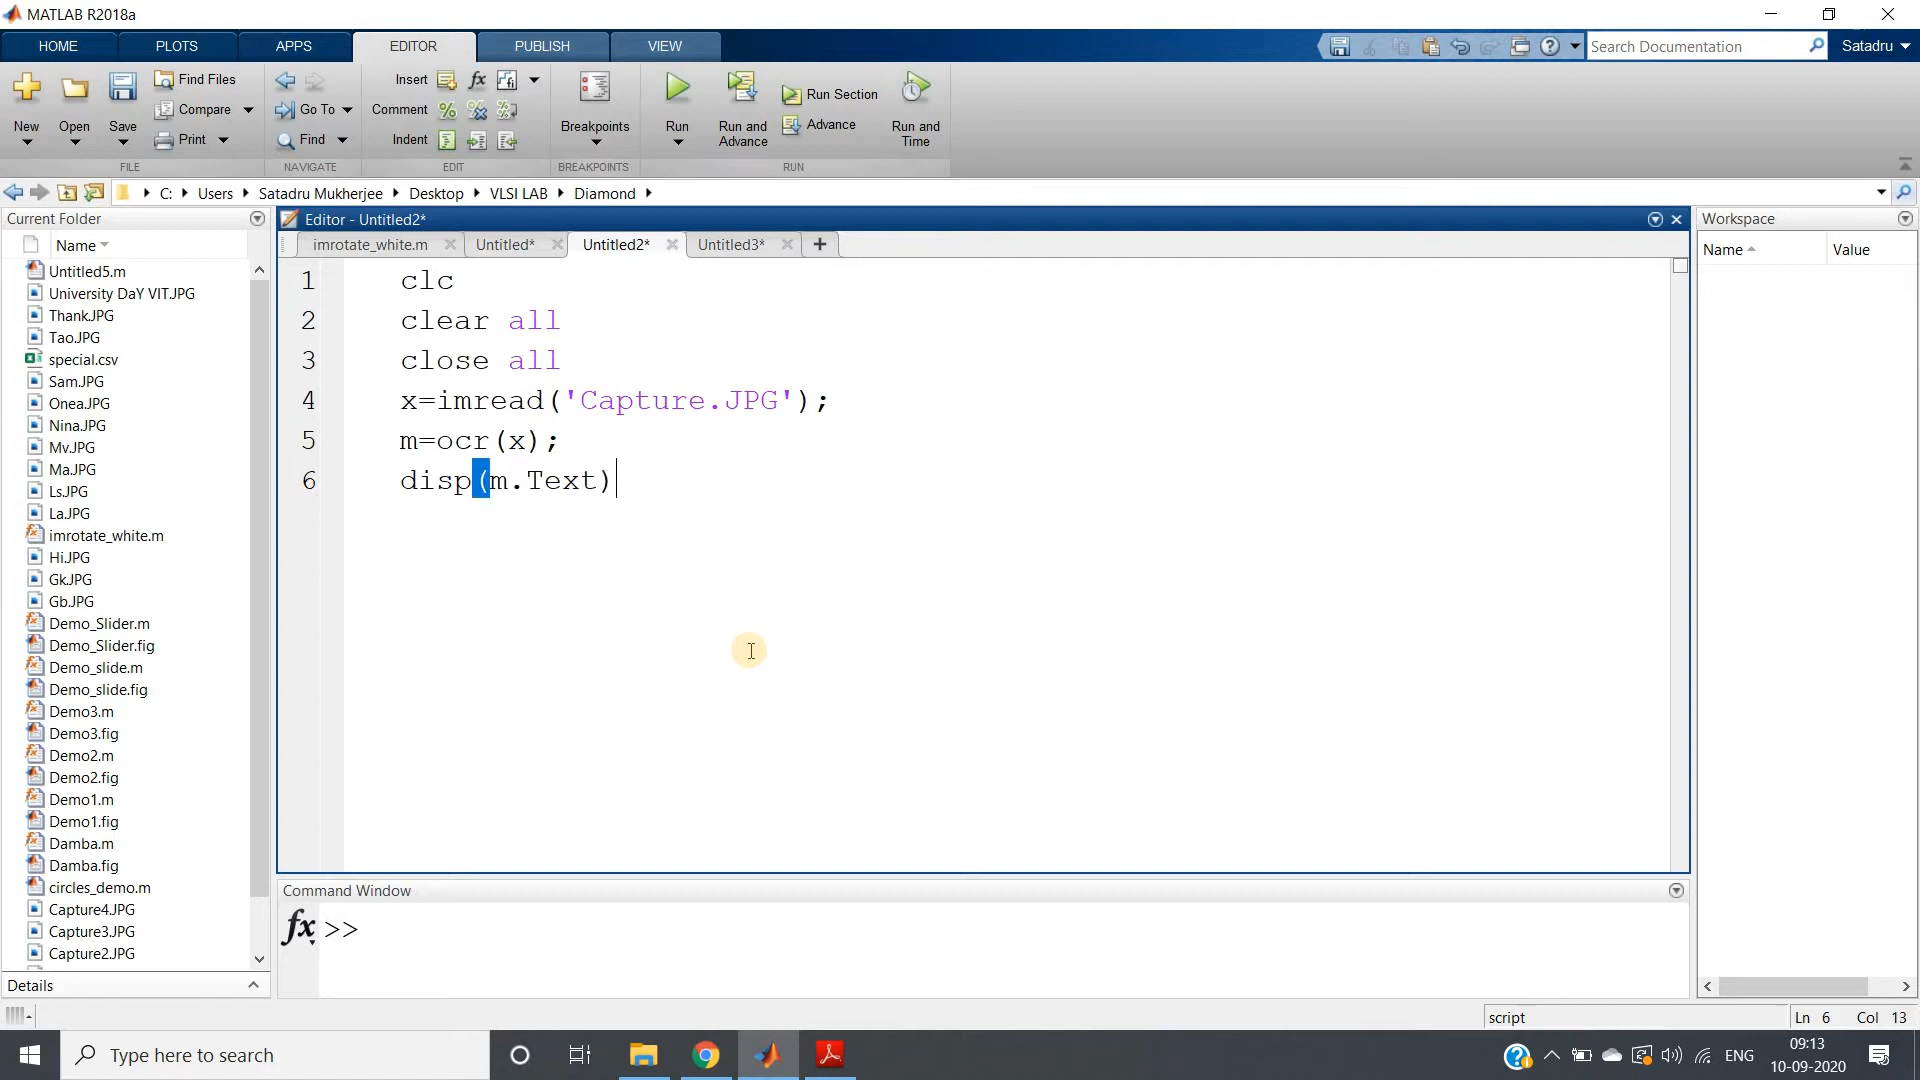 MATLAB R2018a
HOME PLOTS APPS EDITOR PUBLISH VIEW
Search Documentation
Satadru
New Open Save
Find Files
Compare
Print
FILE
Go To
Find
NAVIGATE
Insert fx
Comment
Indent
EDIT
Breakpoints
BREAKPOINTS
Run
Run and Advance
Run Section
Advance
Run and Time
RUN
C: Users Satadru Mukherjee Desktop VLSI LAB Diamond
Current Folder
Name
Untitled5.m
University DaY VIT.JPG
Thank.JPG
Tao.JPG
special.csv
Sam.JPG
Onea.JPG
Nina.JPG
Mv.JPG
Ma.JPG
Ls.JPG
La.JPG
imrotate_white.m
Hi.JPG
Gk.JPG
Gb.JPG
Demo_Slider.m
Demo_Slider.fig
Demo_slide.m
Demo_slide.fig
Demo3.m
Demo3.fig
Demo2.m
Demo2.fig
Demo1.m
Demo1.fig
Damba.m
Damba.fig
circles_demo.m
Capture4.JPG
Capture3.JPG
Capture2.JPG
Details
Editor - Untitled2*
imrotate_white.m Untitled* Untitled2* Untitled3*
1 clc
2 clear all
3 close all
4 x=imread('Capture.JPG');
5 m=ocr(x);
6 disp(m.Text)
Command Window
fx >>
Workspace
Name Value
script
Ln 6 Col 13
Type here to search
ENG
09:13
10-09-2020